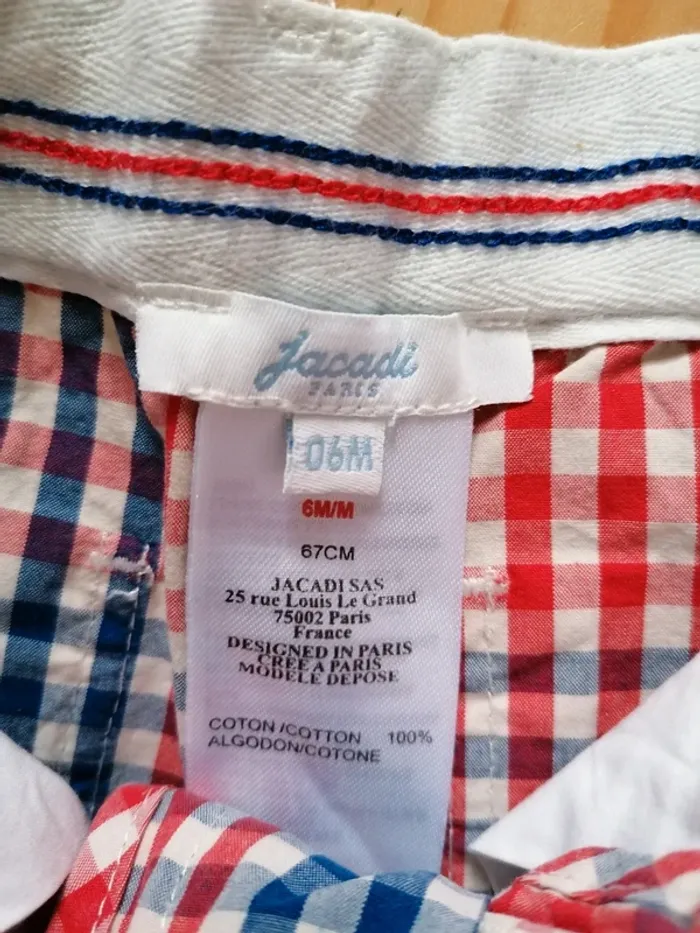 Jacadi
PARIS
06M
6M/M
67CM
JACADI SAS
25 rue Louis Le Grand
75002 Paris
France
DESIGNED IN PARIS
CREE A PARIS
MODELE DEPOSE
COTON/COTTON 100%
ALGODON/COTONE